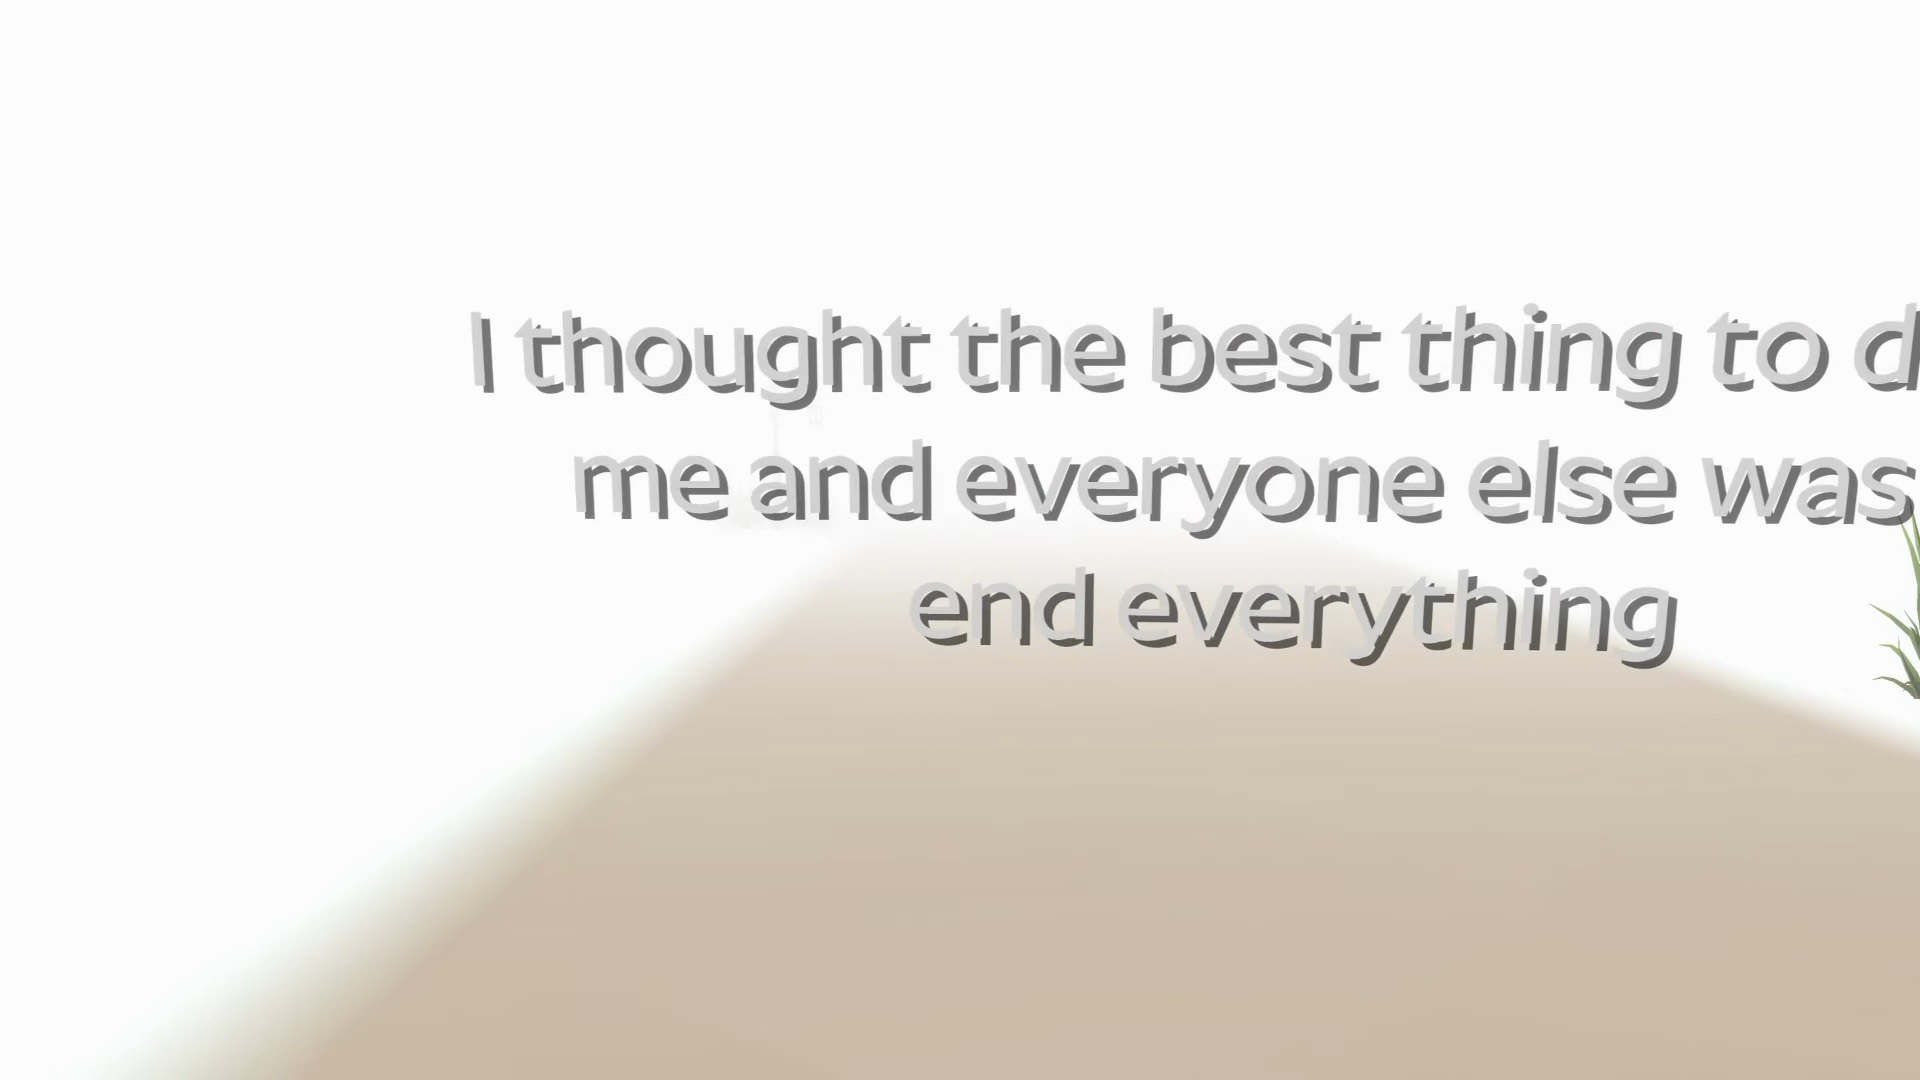 I thought the best thing to d
me and everyone else was
end everything